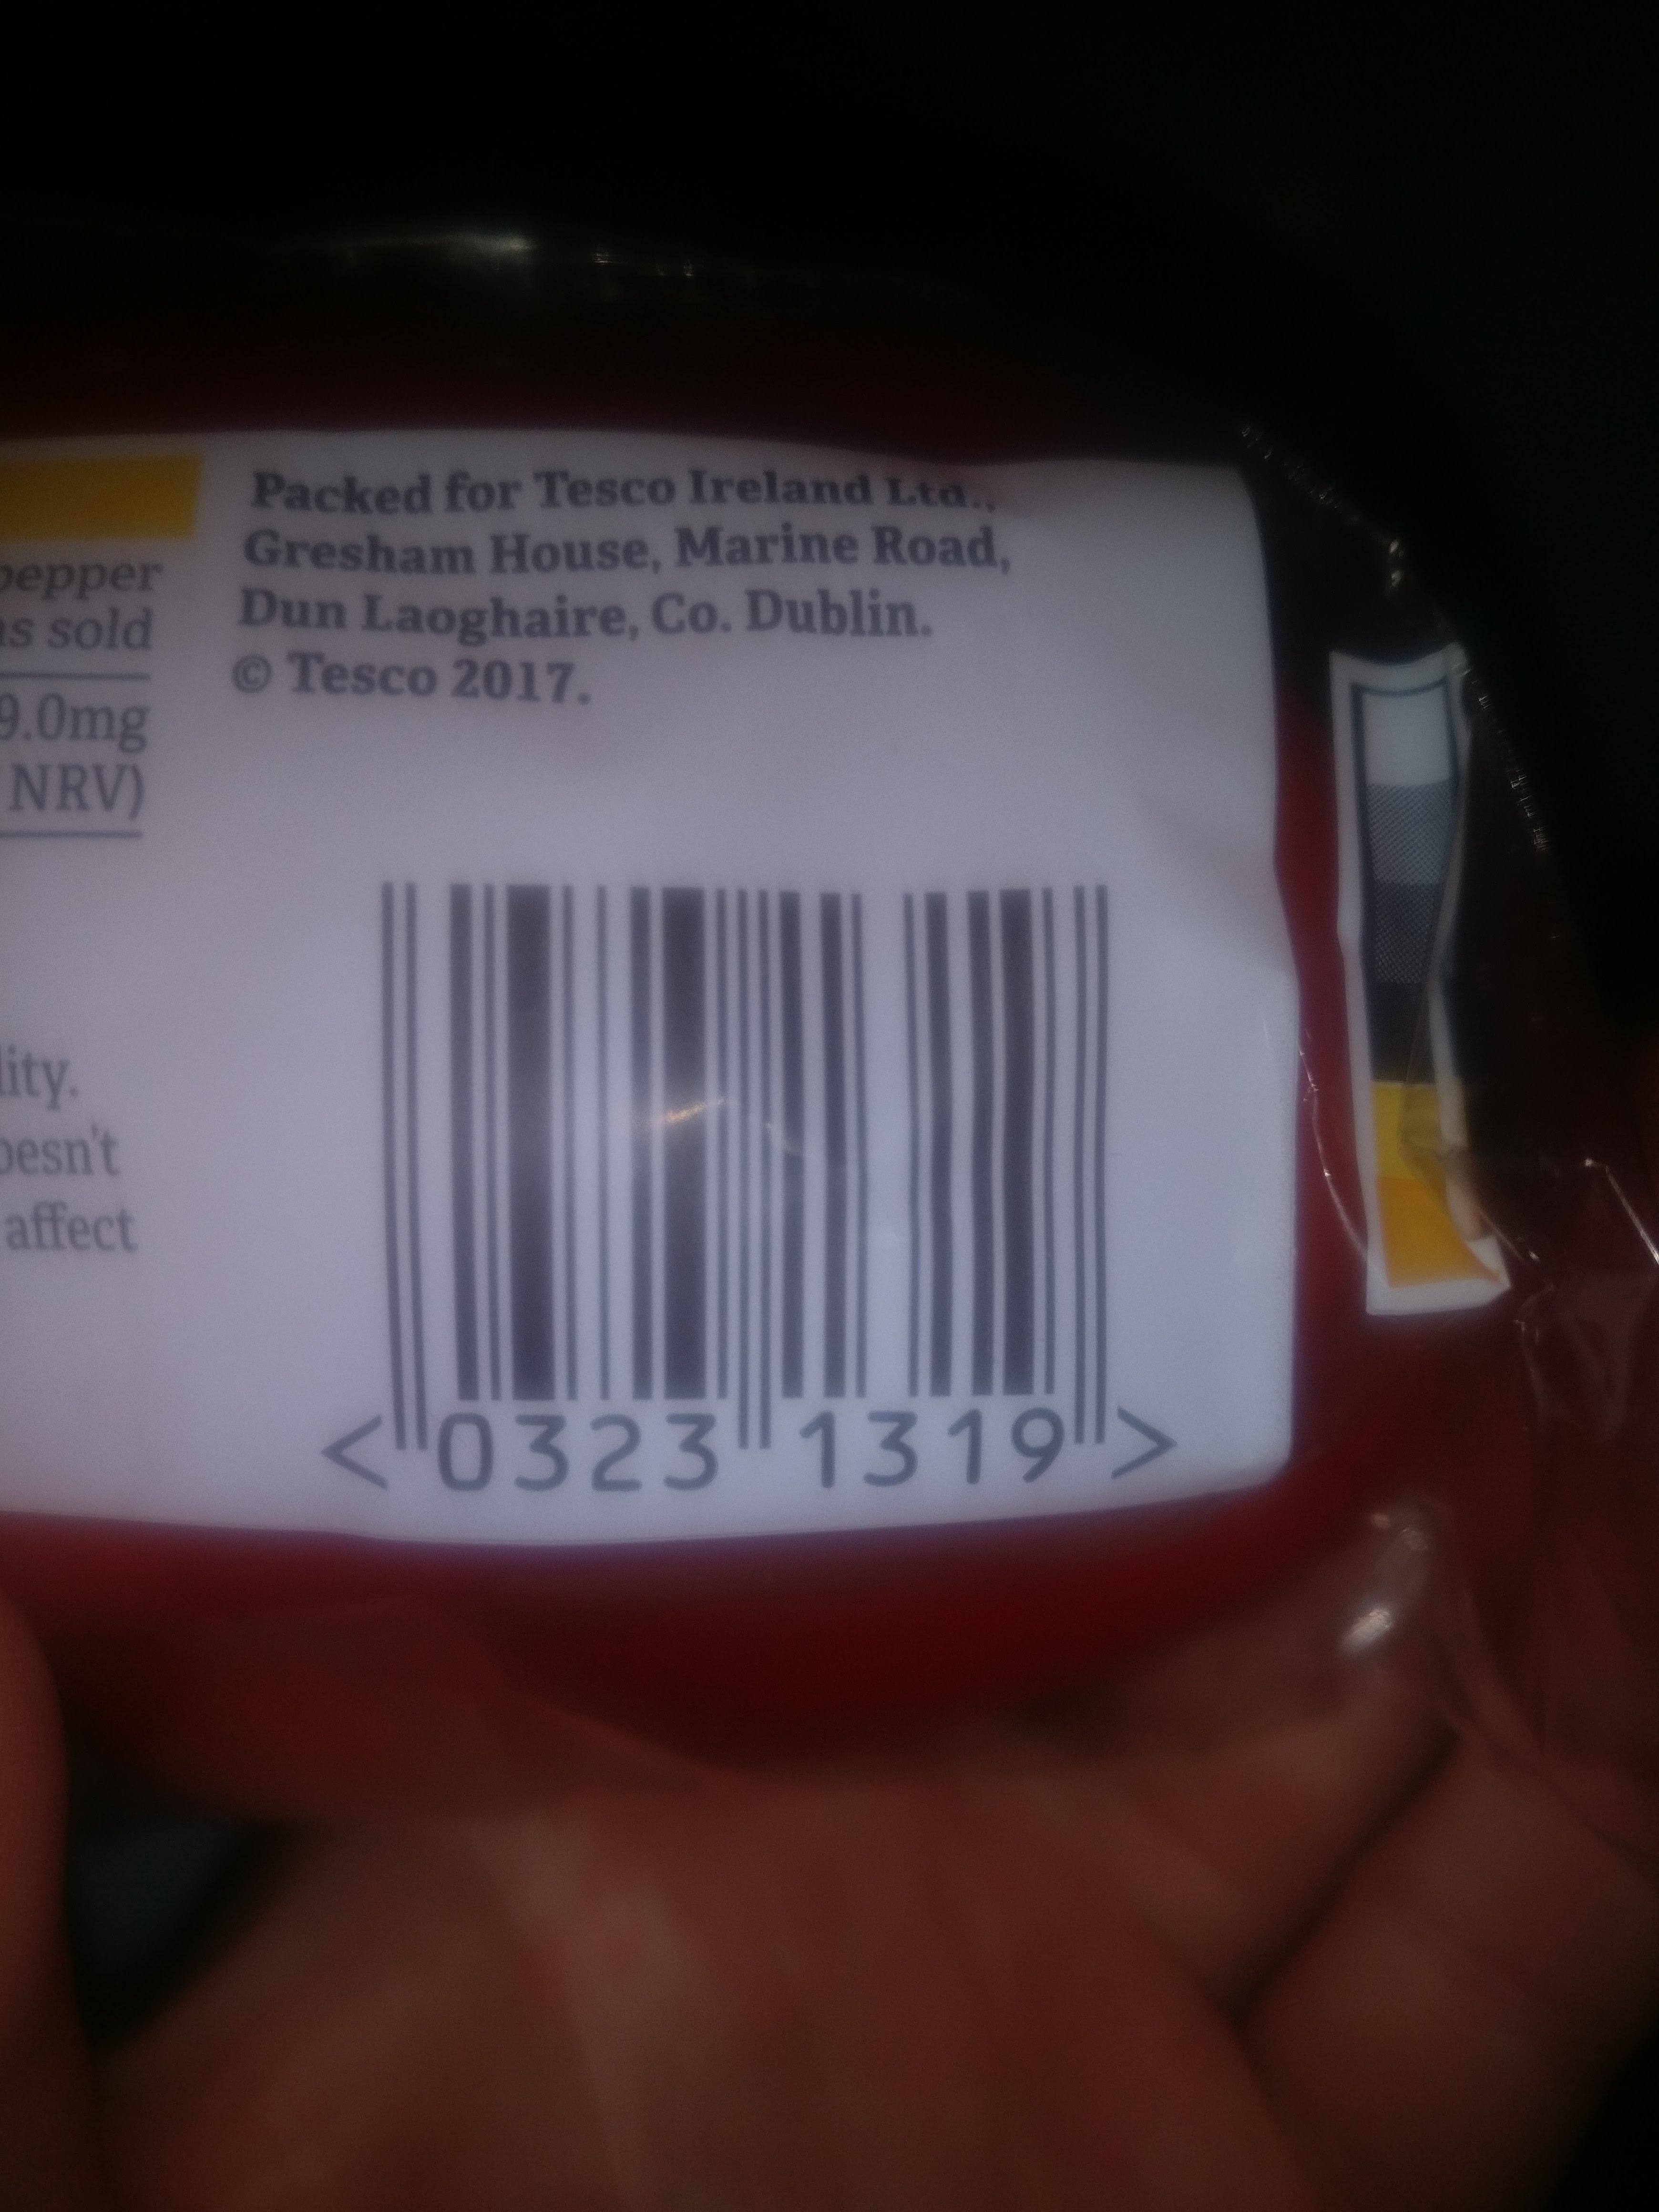 Packed for Tesco Ireland Ltd.,
Gresham House, Marine Road,
Dun Laoghaire, Co. Dublin.
© Tesco 2017.
pepper
as sold
9.0mg
NRV)
lity.
oesn't
affect
<0323 1319>